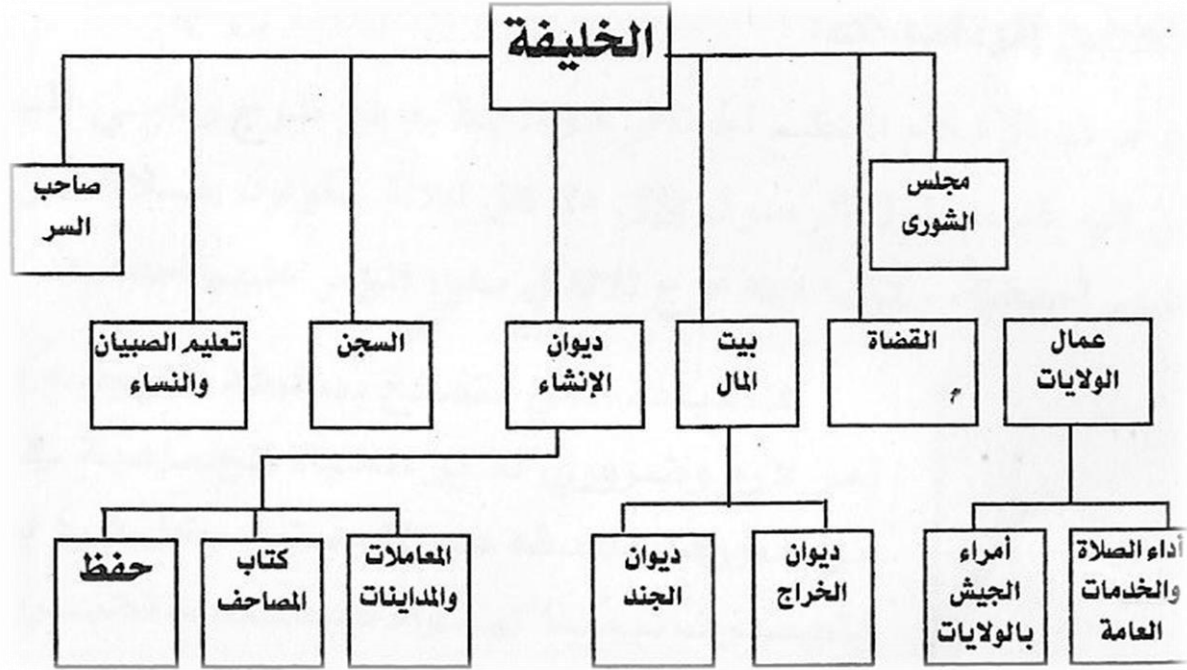 الخليفة
مجلس
الشورى
صاحب
السر
عمال
الولايات
القضاة
بيت
المال
ديوان
الإنشاء
السجن
تعليم الصبيان
والنساء
أداء الصلاة
والخدمات
العامة
أمراء
الجيش
بالولايات
ديوان
الخراج
ديوان
الجند
المعاملات
والمداينات
كتاب
المصاحف
حفظ